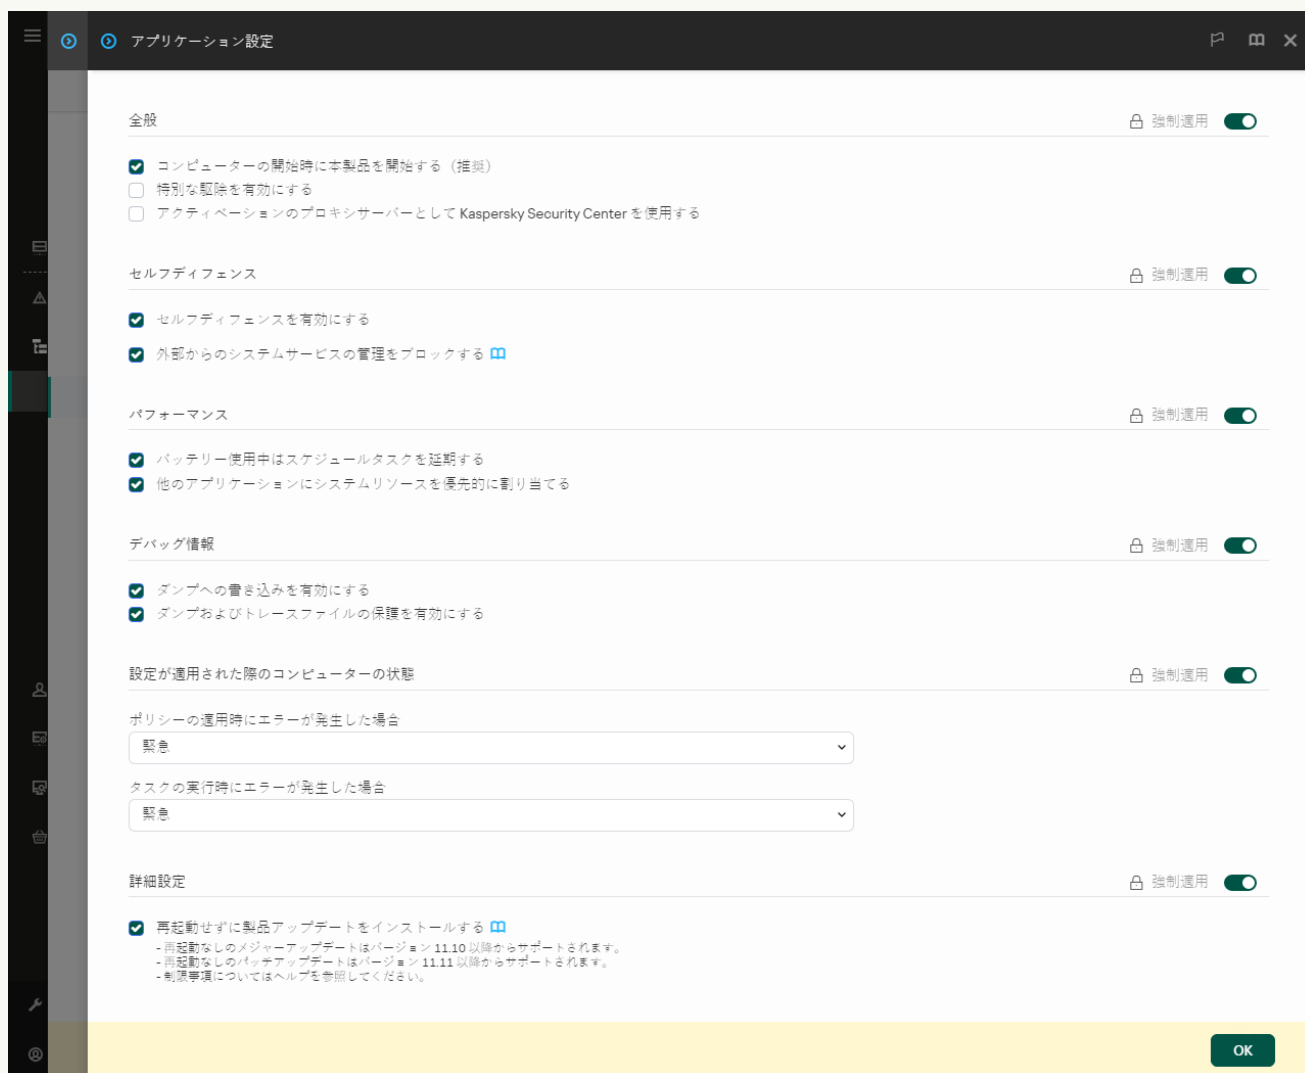 アプリケーション設定
全般
強制適用
コンピューターの開始時に本製品を開始する（推奨）
特別な駆除を有効にする
アクティベーションのプロキシサーバーとして Kaspersky Security Center を使用する
セルフディフェンス
強制適用
セルフディフェンスを有効にする
外部からのシステムサービスの管理をブロックする
パフォーマンス
強制適用
バッテリー使用中はスケジュールタスクを延期する
他のアプリケーションにシステムリソースを優先的に割り当てる
デバッグ情報
強制適用
ダンプへの書き込みを有効にする
ダンプおよびトレースファイルの保護を有効にする
設定が適用された際のコンピューターの状態
強制適用
ポリシーの適用時にエラーが発生した場合
緊急
タスクの実行時にエラーが発生した場合
緊急
詳細設定
強制適用
再起動せずに製品アップデートをインストールする
- 再起動なしのメジャーアップデートはバージョン 11.10 以降からサポートされます。
- 再起動なしのパッチアップデートはバージョン 11.11 以降からサポートされます。
- 制限事項についてはヘルプを参照してください。
OK